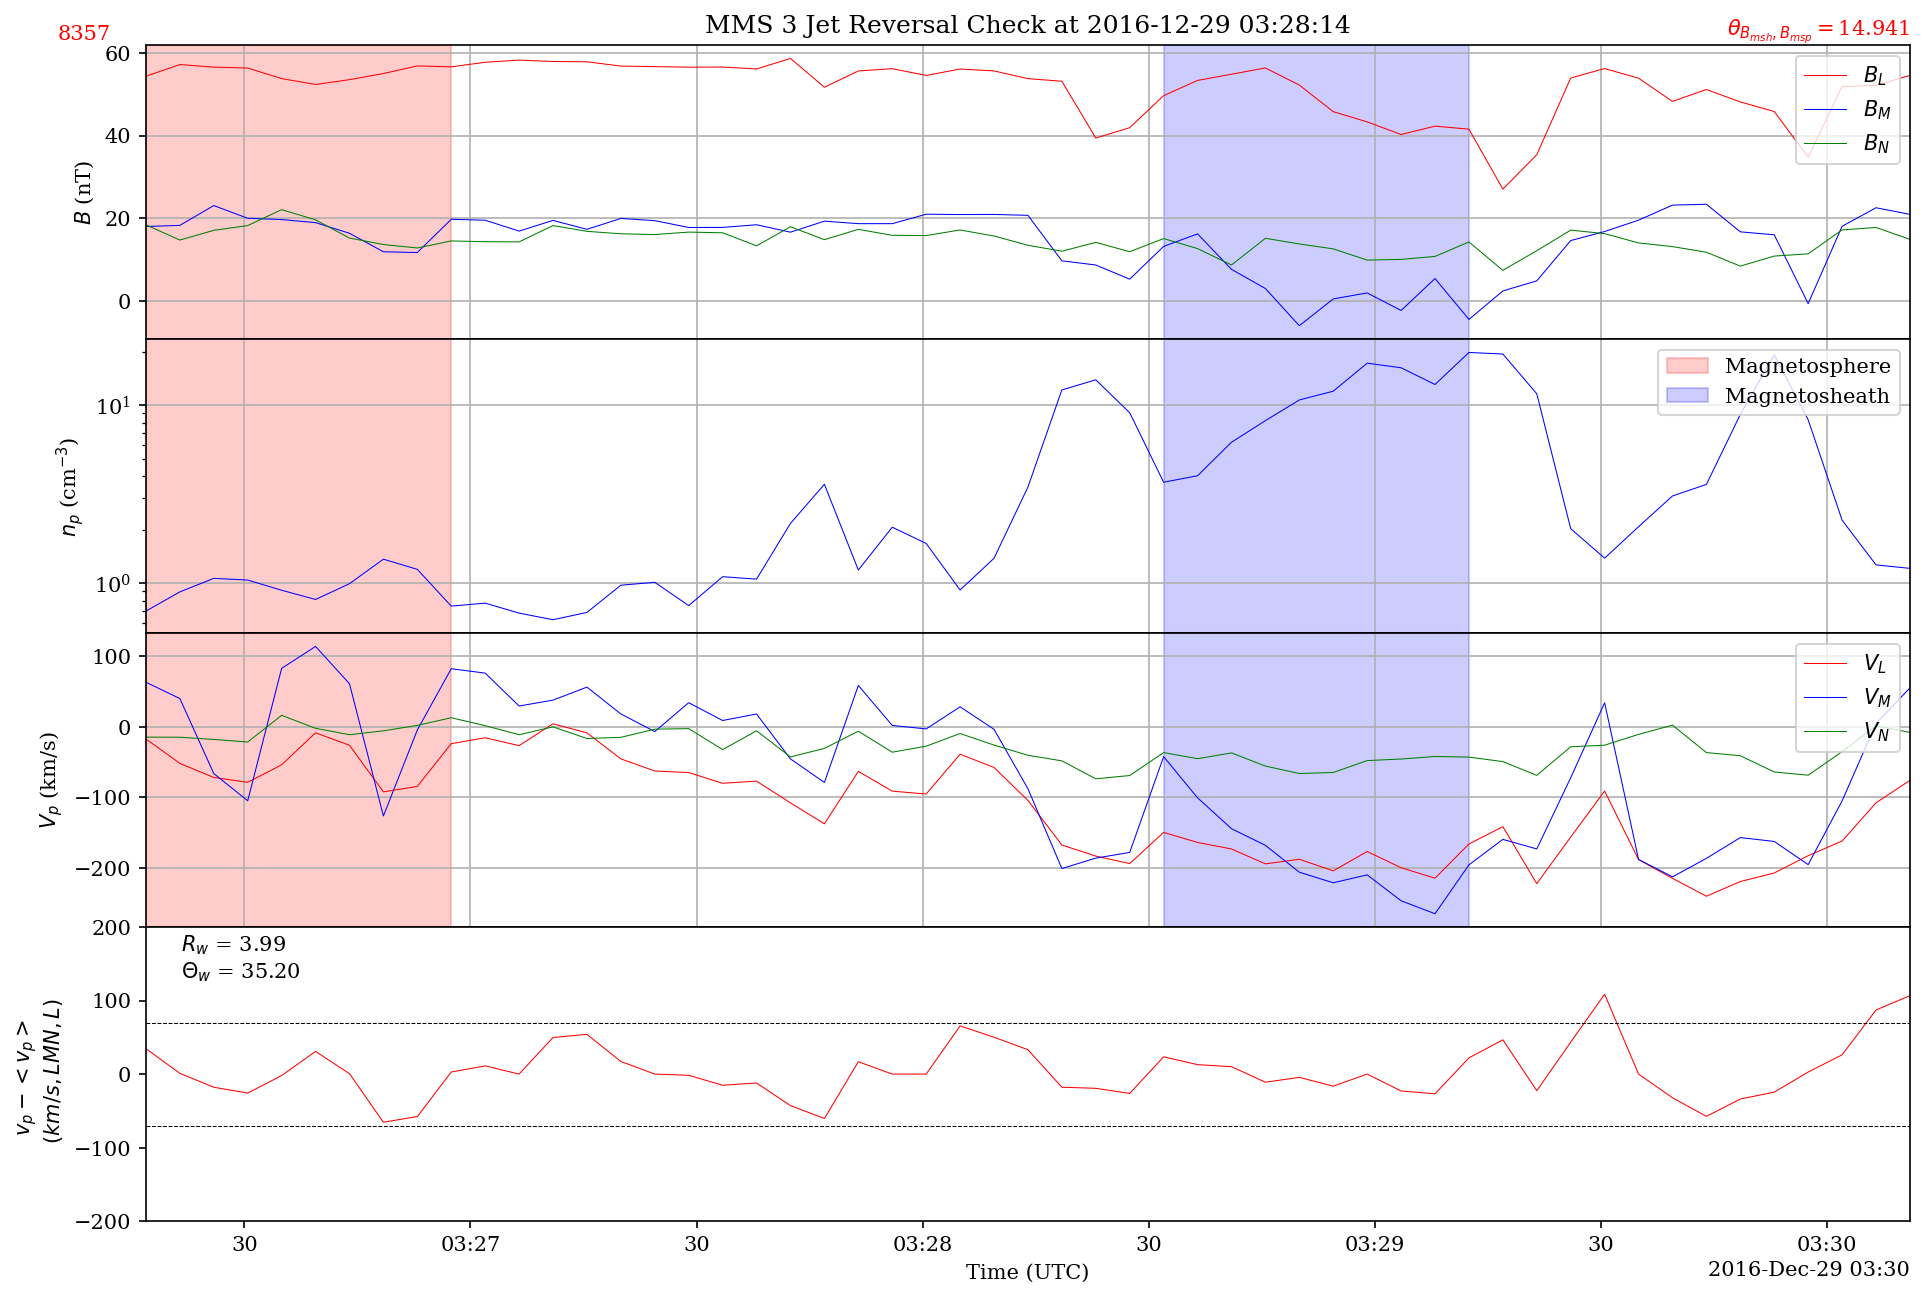 8357
MMS 3 Jet Reversal Check at 2016-12-29 03:28:14
θ_{B_{msh}, B_{msp}} = 14.941
60
40
20
0
B (nT)
B_L
B_M
B_N
10^1
10^0
n_p (cm^{−3})
Magnetosphere
Magnetosheath
100
0
−100
−200
V_p (km/s)
V_L
V_M
V_N
200
100
0
−100
−200
v_p − < v_p >
(km/s, LMN, L)
R_w = 3.99
Θ_w = 35.20
30
03:27
30
03:28
30
03:29
30
03:30
Time (UTC)
2016-Dec-29 03:30